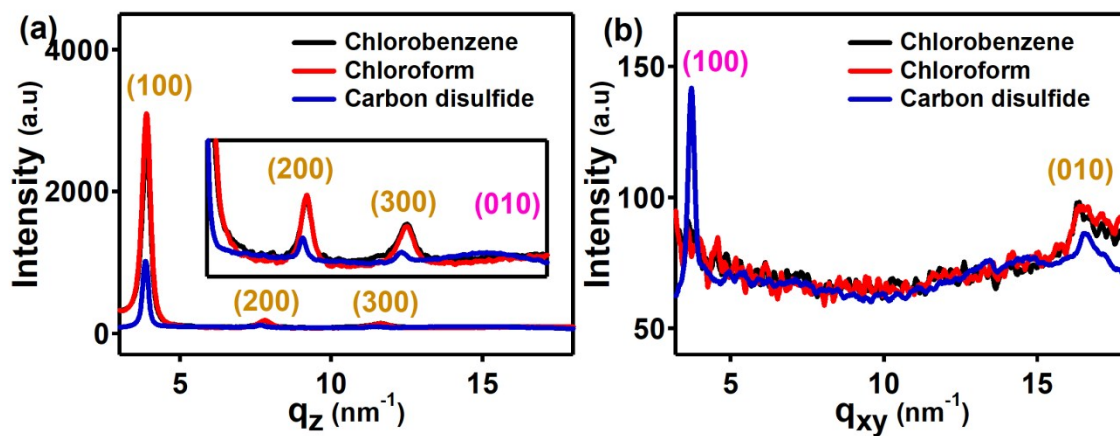 (a)
4000
2000
0
Intensity (a.u)
Chlorobenzene
Chloroform
Carbon disulfide
(100)
(200)
(300)
(010)
(200)
(300)
5
10
15
qz (nm-1)
(b)
150
100
50
Intensity (a.u)
Chlorobenzene
Chloroform
Carbon disulfide
(100)
(010)
5
10
15
qxy (nm-1)